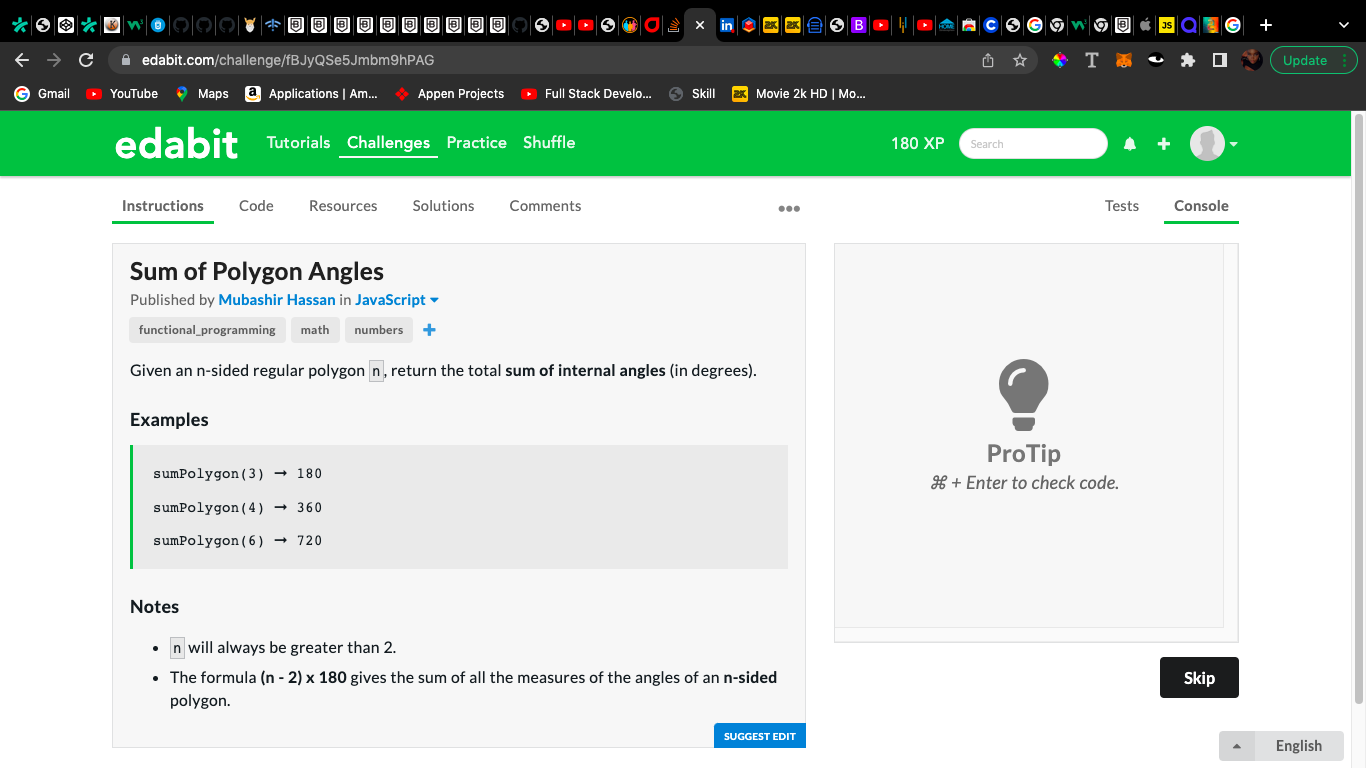 edabit.com/challenge/fBJyQSe5Jmbm9hPAG
Update
Gmail YouTube Maps Applications | Am... Appen Projects Full Stack Develo... Skill Movie 2k HD | Mo...
edabit Tutorials Challenges Practice Shuffle 180 XP Search
Instructions Code Resources Solutions Comments Tests Console
Sum of Polygon Angles
Published by Mubashir Hassan in JavaScript
functional_programming math numbers
Given an n-sided regular polygon n, return the total sum of internal angles (in degrees).
Examples
sumPolygon(3) ➞ 180
sumPolygon(4) ➞ 360
sumPolygon(6) ➞ 720
Notes
• n will always be greater than 2.
• The formula (n - 2) x 180 gives the sum of all the measures of the angles of an n-sided
polygon.
SUGGEST EDIT
ProTip
⌘ + Enter to check code.
Skip
English